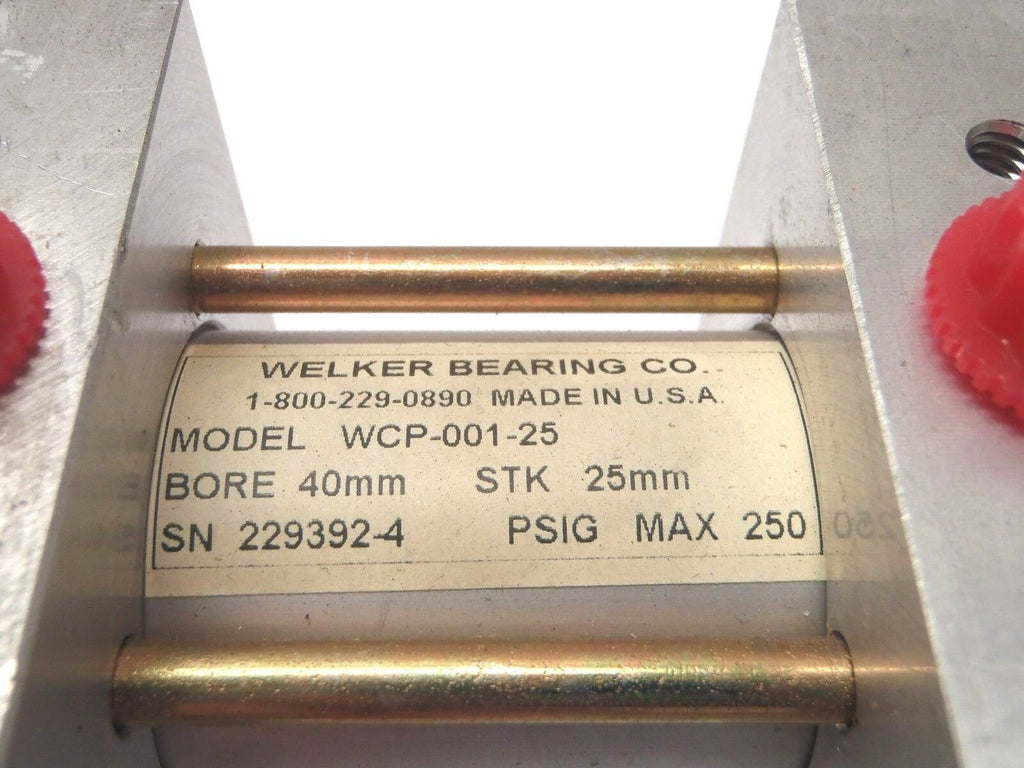 WELKER BEARING CO.
1-800-229-0890 MADE IN U.S.A.
MODEL WCP-001-25
BORE 40mm STK 25mm
SN 229392-4 PSIG MAX 250